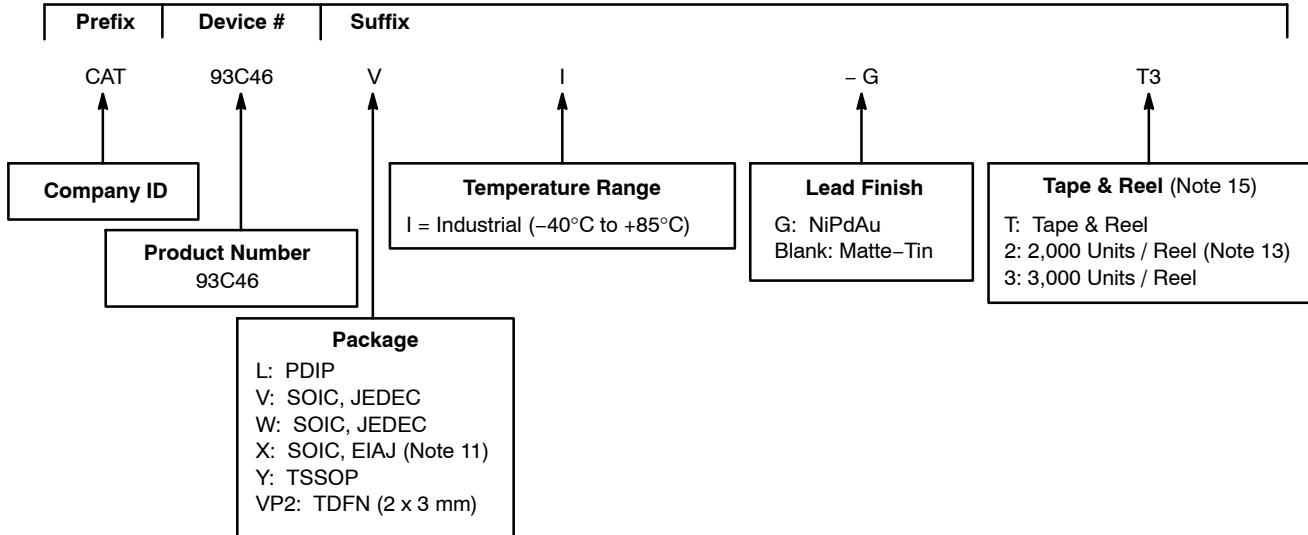 Prefix Device # Suffix
CAT 93C46 V I – G T3
Company ID
Product Number
93C46
Package
L: PDIP
V: SOIC, JEDEC
W: SOIC, JEDEC
X: SOIC, EIAJ (Note 11)
Y: TSSOP
VP2: TDFN (2 x 3 mm)
Temperature Range
I = Industrial (−40°C to +85°C)
Lead Finish
G: NiPdAu
Blank: Matte−Tin
Tape & Reel (Note 15)
T: Tape & Reel
2: 2,000 Units / Reel (Note 13)
3: 3,000 Units / Reel